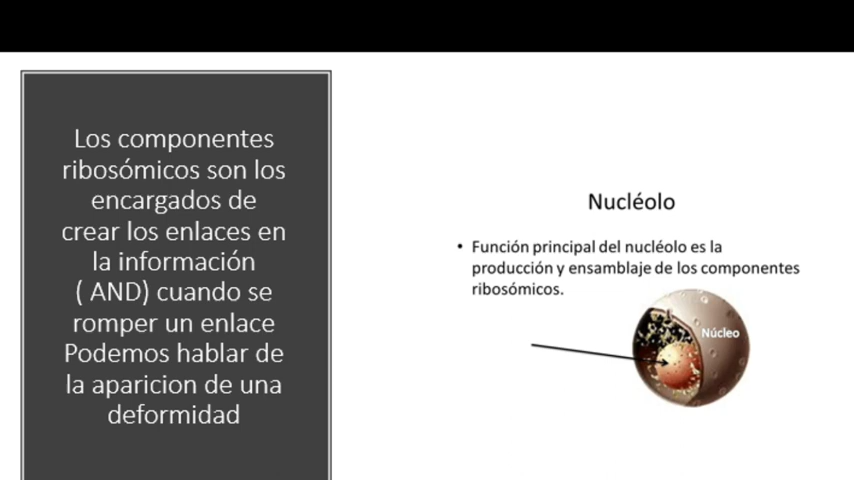 Los componentes
ribosómicos son los
encargados de
crear los enlaces en
la información
( AND) cuando se
romper un enlace
Podemos hablar de
la aparicion de una
deformidad
Nucléolo
• Función principal del nucléolo es la
producción y ensamblaje de los componentes
ribosómicos.
Núcleo